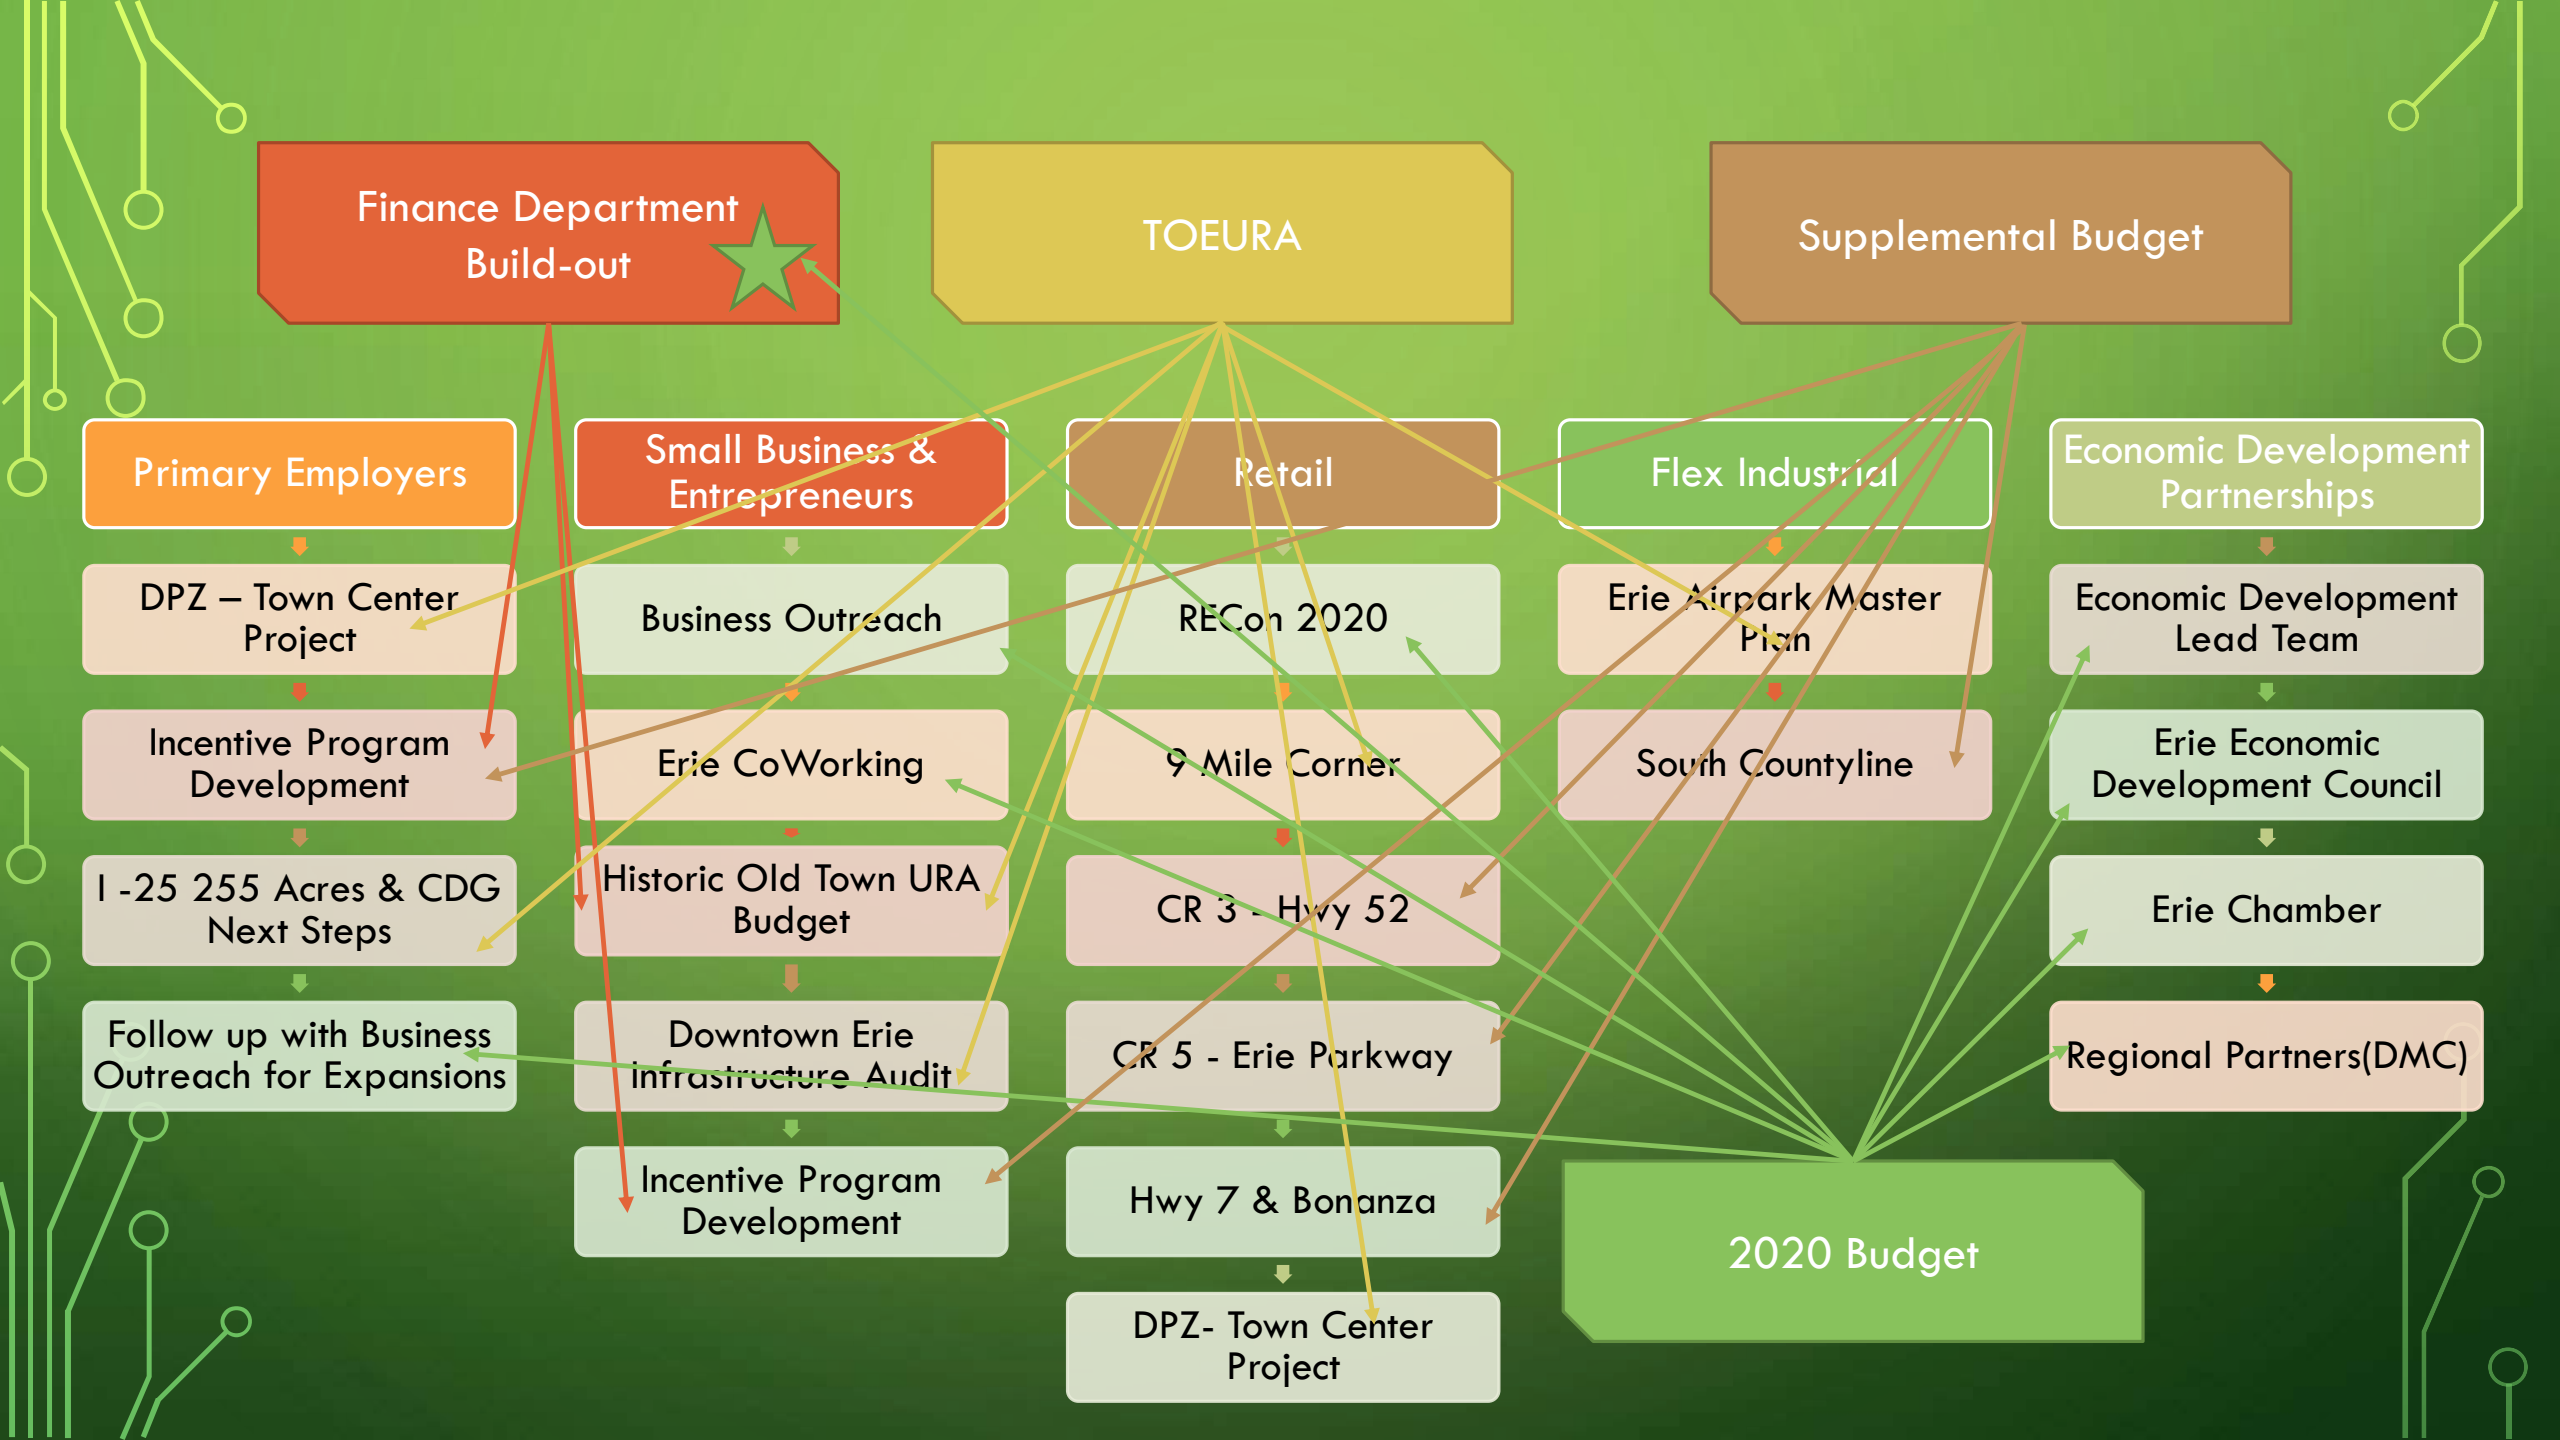 Finance Department
Build-out
TOEURA
Supplemental Budget
Primary Employers
Small Business &
Entrepreneurs
Retail
Flex Industrial
Economic Development
Partnerships
DPZ – Town Center
Project
Business Outreach
RECon 2020
Erie Airpark Master
Plan
Economic Development
Lead Team
Incentive Program
Development
Erie CoWorking
9 Mile Corner
South Countyline
Erie Economic
Development Council
I -25 255 Acres & CDG
Next Steps
Historic Old Town URA
Budget
CR 3 - Hwy 52
Erie Chamber
Follow up with Business
Outreach for Expansions
Downtown Erie
Infrastructure Audit
CR 5 - Erie Parkway
Regional Partners(DMC)
Incentive Program
Development
Hwy 7 & Bonanza
2020 Budget
DPZ- Town Center
Project